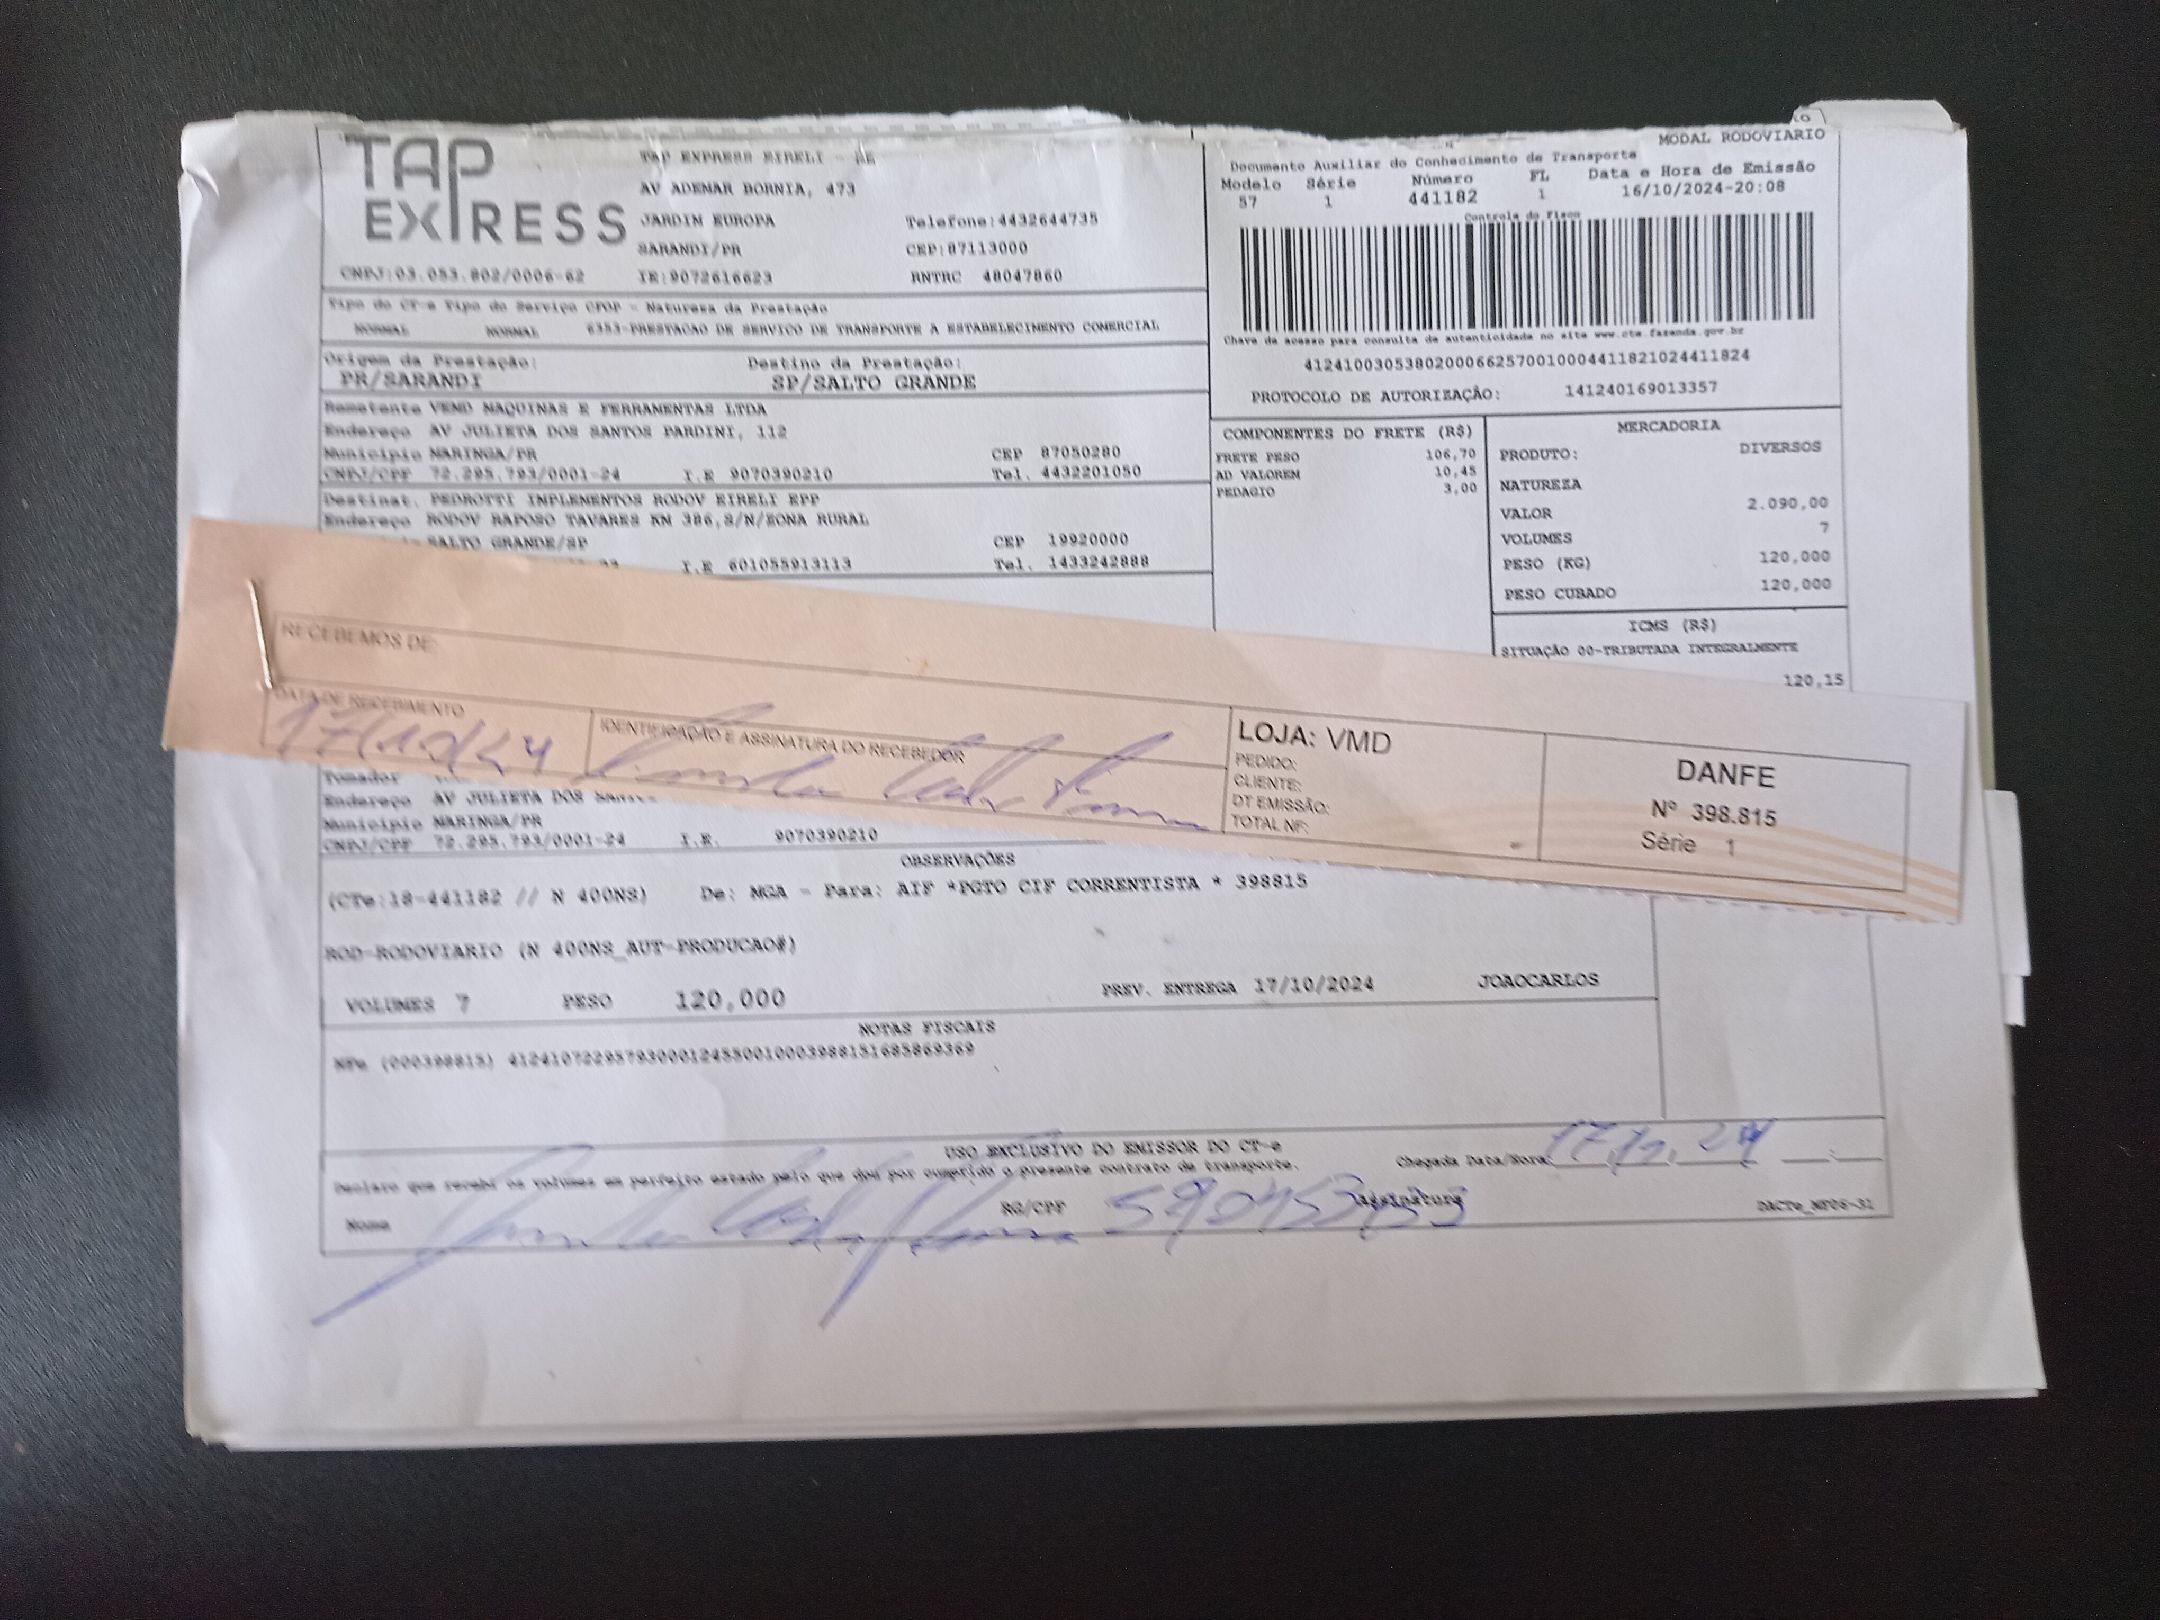 TAP EXPRESS
TAP EXPRESS EIRELI -
AV ADEMAR BORNIA, 473
JARDIM EUROPA Telefone:4432644735
SARANDI/PR CEP:87113000
CNPJ:03.053.802/0006-62 IE:9072616623 RNTRC 48047860
Tipo do CT-e Tipo do Serviço CFOP - Natureza da Prestação
NORMAL NORMAL 6353-PRESTACAO DE SERVICO DE TRANSPORTE A ESTABELECIMENTO COMERCIAL
Origem da Prestação: Destino da Prestação:
PR/SARANDI SP/SALTO GRANDE
Remetente VEMD MAQUINAS E FERRAMENTAS LTDA
Endereço AV JULIETA DOS SANTOS PARDINI, 112
Município MARINGA/PR CEP 87050280
CNPJ/CPF 72.295.793/0001-24 I.E 9070390210 Tel. 4432201050
Destinat. PEDROTTI IMPLEMENTOS RODOV EIRELI EPP
Endereço RODOV RAPOSO TAVARES KM 386,S/N/ZONA RURAL
SALTO GRANDE/SP CEP 19920000
I.E 601055913113 Tel. 1433242888
MODAL RODOVIARIO
Documento Auxiliar do Conhecimento de Transporte
Modelo Série Número FL Data e Hora de Emissão
57 1 441182 1 16/10/2024-20:08
Controle do Fisco
Chave de acesso para consulta de autenticidade no site www.cte.fazenda.gov.br
41241003053802000662570010004411821024411824
PROTOCOLO DE AUTORIZAÇÃO: 141240169013357
COMPONENTES DO FRETE (R$)
FRETE PESO 106,70
AD VALOREM 10,45
PEDAGIO 3,00
MERCADORIA
PRODUTO: DIVERSOS
NATUREZA
VALOR 2.090,00
VOLUMES 7
PESO (KG) 120,000
PESO CUBADO 120,000
ICMS (R$)
SITUAÇÃO 00-TRIBUTADA INTEGRALMENTE
120,15
RECEBEMOS DE:
DATA DE RECEBIMENTO
IDENTIFICAÇÃO E ASSINATURA DO RECEBEDOR
LOJA: VMD
PEDIDO:
CLIENTE:
DT EMISSÃO:
TOTAL NF:
DANFE
Nº 398.815
Série 1
Tomador
Endereço AV JULIETA DOS
Município MARINGA/PR
CNPJ/CPF 72.295.793/0001-24 I.E. 9070390210
OBSERVAÇÕES
(CTe:18-441182 // N 400NS) De: MGA - Para: AIF *PGTO CIF CORRENTISTA * 398815
ROD-RODOVIARIO (N 400NS_AUT-PRODUCAO#)
VOLUMES 7 PESO 120,000 PREV. ENTREGA 17/10/2024 JOAOCARLOS
NOTAS FISCAIS
NFe (000398815) 41241072295793000124550010003988151685869369
USO EXCLUSIVO DO EMISSOR DO CT-e
Declaro que recebi os volumes em perfeito estado pelo que dou por cumprido o presente contrato de transporte. Chegada Data/Hora: 17.10.24
Nome RG/CPF Assinatura DACTe_MF06-31